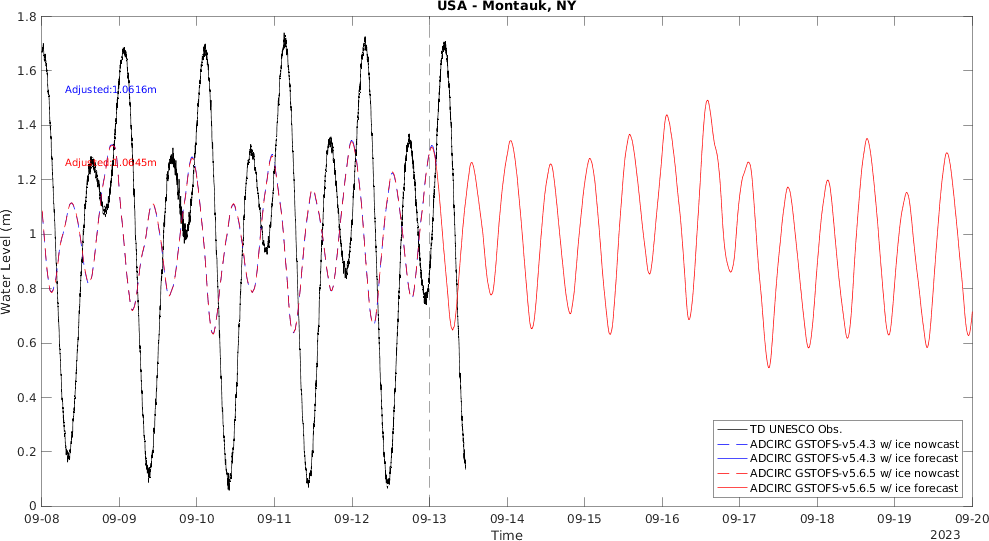 USA - Montauk, NY
1.8
1.6
1.4
1.2
1
0.8
0.6
0.4
0.2
0
Water Level (m)
Adjusted:1.0616m
Adjusted:1.0645m
TD UNESCO Obs.
ADCIRC GSTOFS-v5.4.3 w/ ice nowcast
ADCIRC GSTOFS-v5.4.3 w/ ice forecast
ADCIRC GSTOFS-v5.6.5 w/ ice nowcast
ADCIRC GSTOFS-v5.6.5 w/ ice forecast
09-08 09-09 09-10 09-11 09-12 09-13 09-14 09-15 09-16 09-17 09-18 09-19 09-20
Time
2023